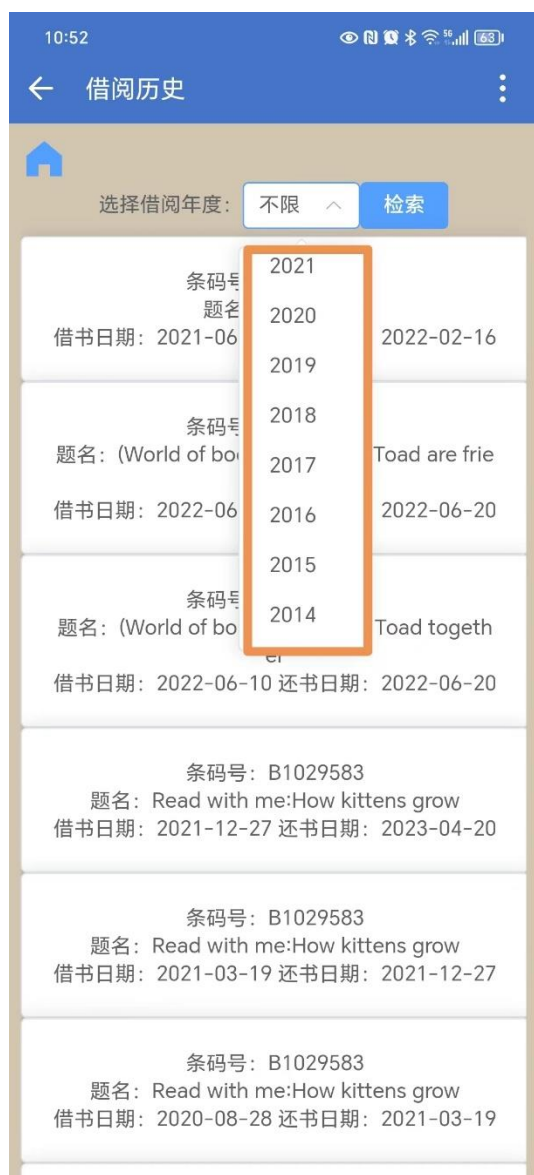 10:52
63
借阅历史
选择借阅年度： 不限 检索
2021
2020
2019
2018
2017
2016
2015
2014
条码号
题名
借书日期：2021-06 2022-02-16
条码号
题名：(World of bo Toad are frie
借书日期：2022-06 2022-06-20
条码号
题名：(World of bo Toad togeth
er
借书日期：2022-06-10 还书日期：2022-06-20
条码号：B1029583
题名：Read with me:How kittens grow
借书日期：2021-12-27 还书日期：2023-04-20
条码号：B1029583
题名：Read with me:How kittens grow
借书日期：2021-03-19 还书日期：2021-12-27
条码号：B1029583
题名：Read with me:How kittens grow
借书日期：2020-08-28 还书日期：2021-03-19